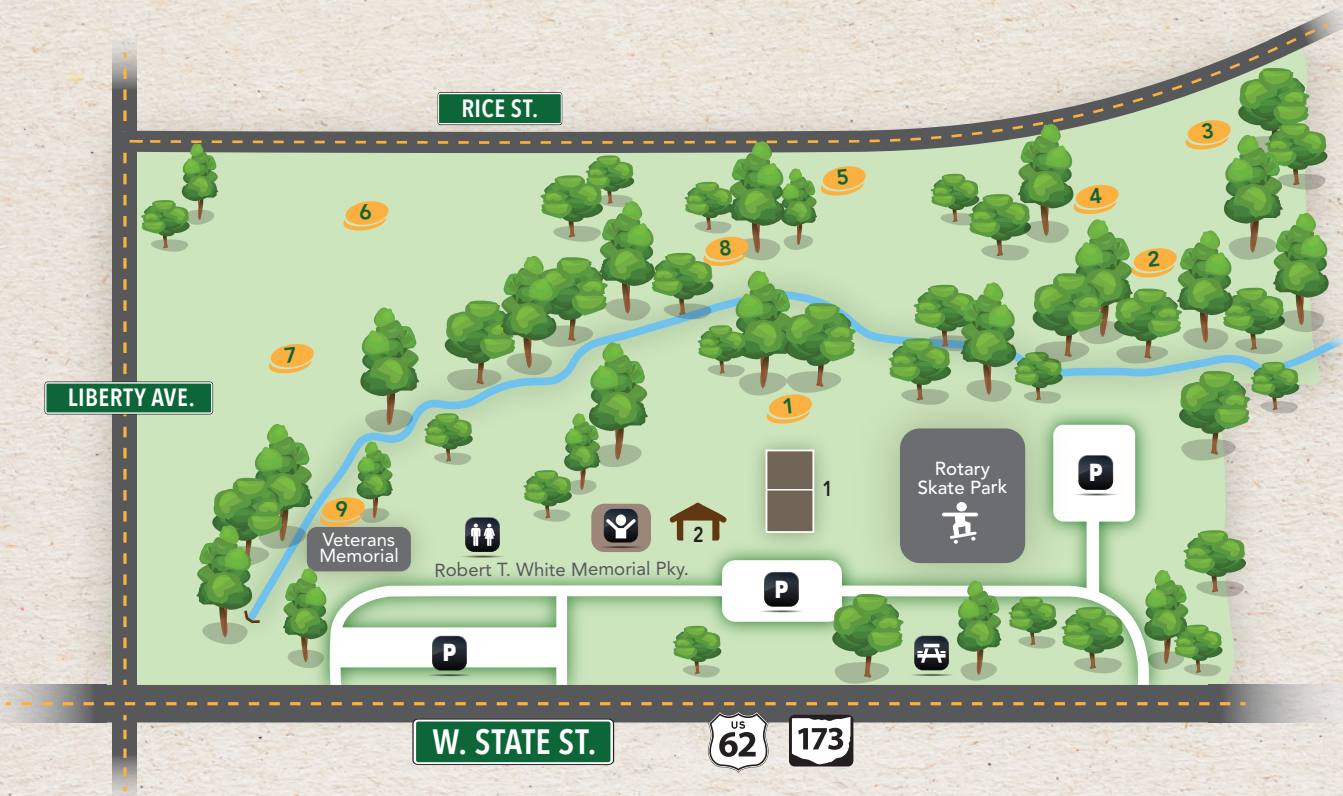 RICE ST.
3
5
4
6
8
2
7
LIBERTY AVE.
1
Rotary
Skate Park
P
1
9
2
Veterans
Memorial
Robert T. White Memorial Pky.
P
P
W. STATE ST.
US
62
173